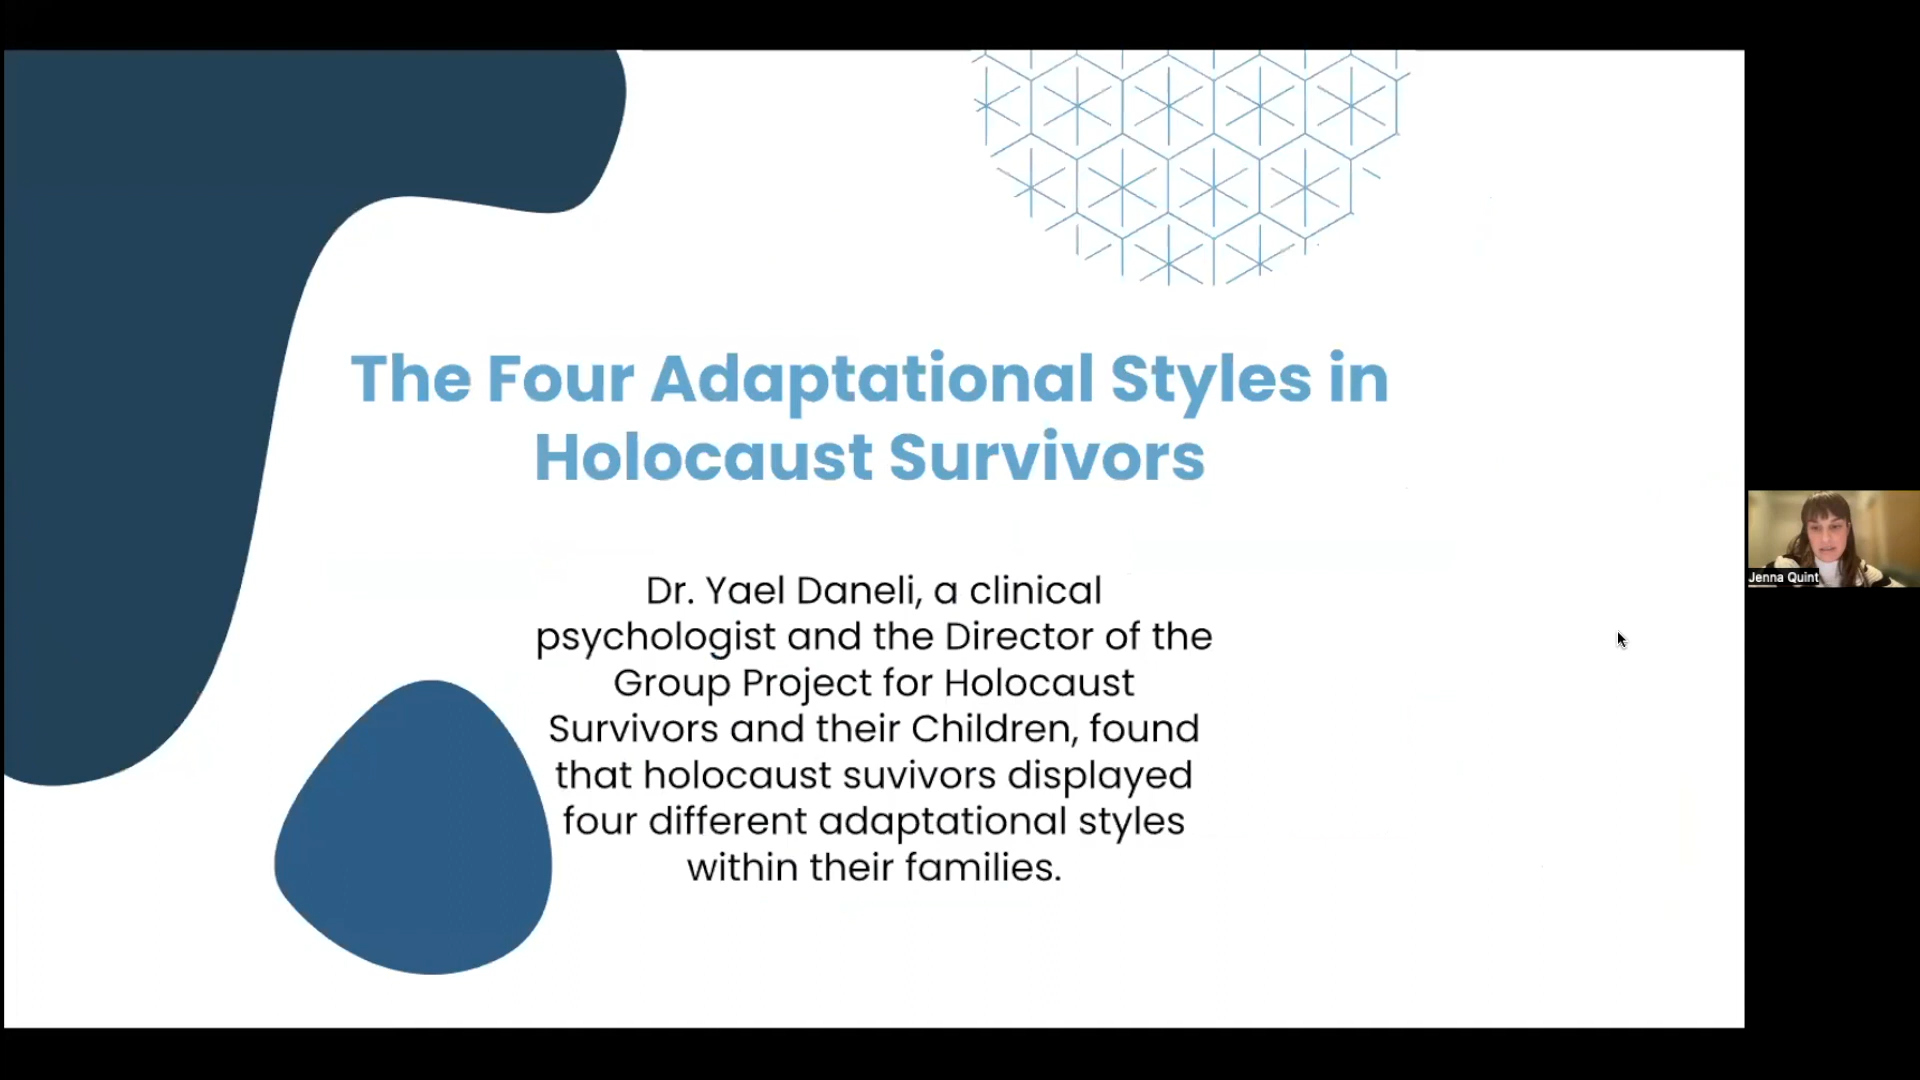 The Four Adaptational Styles in
Holocaust Survivors
Dr. Yael Daneli, a clinical
psychologist and the Director of the
Group Project for Holocaust
Survivors and their Children, found
that holocaust suvivors displayed
four different adaptational styles
within their families.
Jenna Quint